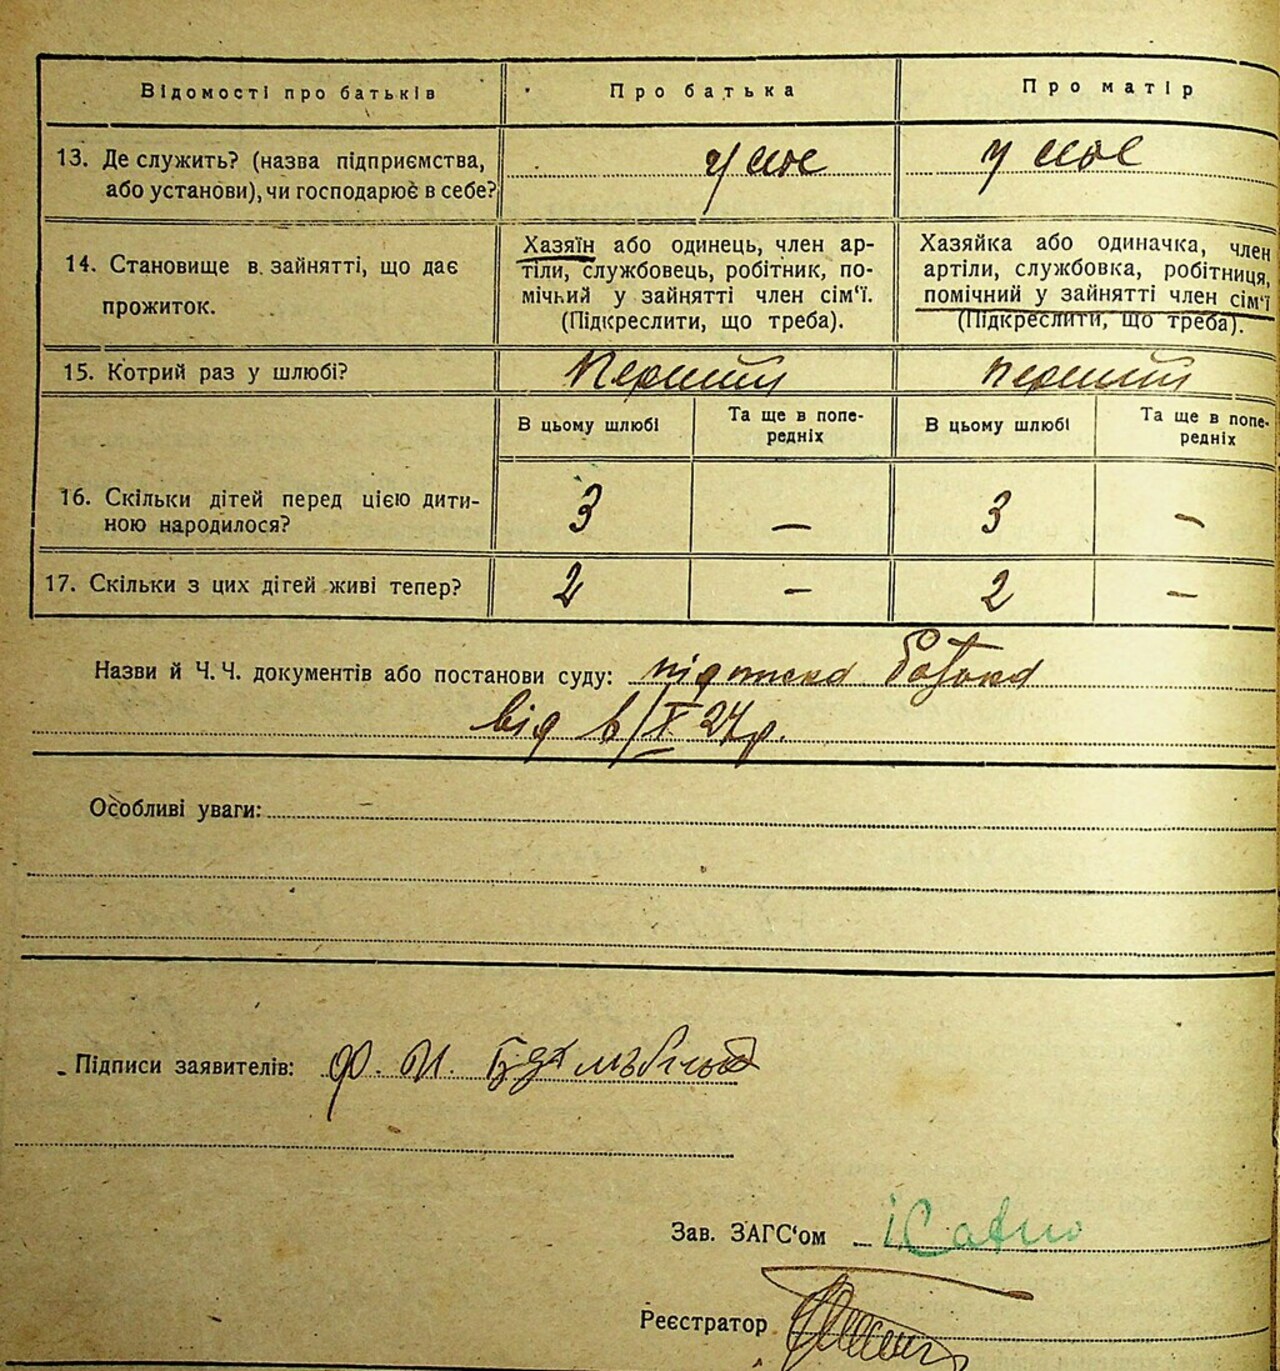 Відомості про батьків
Про батька
Про матір
13. Де служить? (назва підприємства,
або установи), чи господарює в себе?
14. Становище в зайнятті, що дає
прожиток.
Хазяїн або одинець, член ар-
тіли, службовець, робітник, по-
мічний у зайнятті член сім‘ї.
(Підкреслити, що треба).
Хазяйка або одиначка, член
артіли, службовка, робітниця,
помічний у зайнятті член сім‘ї
(Підкреслити, що треба).
15. Котрий раз у шлюбі?
Перший
перший
В цьому шлюбі
Та ще в попе-
редніх
В цьому шлюбі
Та ще в попе-
редніх
16. Скільки дітей перед цією дити-
ною народилося?
3
—
3
—
17. Скільки з цих дітей живі тепер?
2
—
2
—
Назви й Ч. Ч. документів або постанови суду: підписка батька
від 6/X 27р.
Особливі уваги: –
Підписи заявителів: Ф. И.
Зав. ЗАГС‘ом
Реєстратор